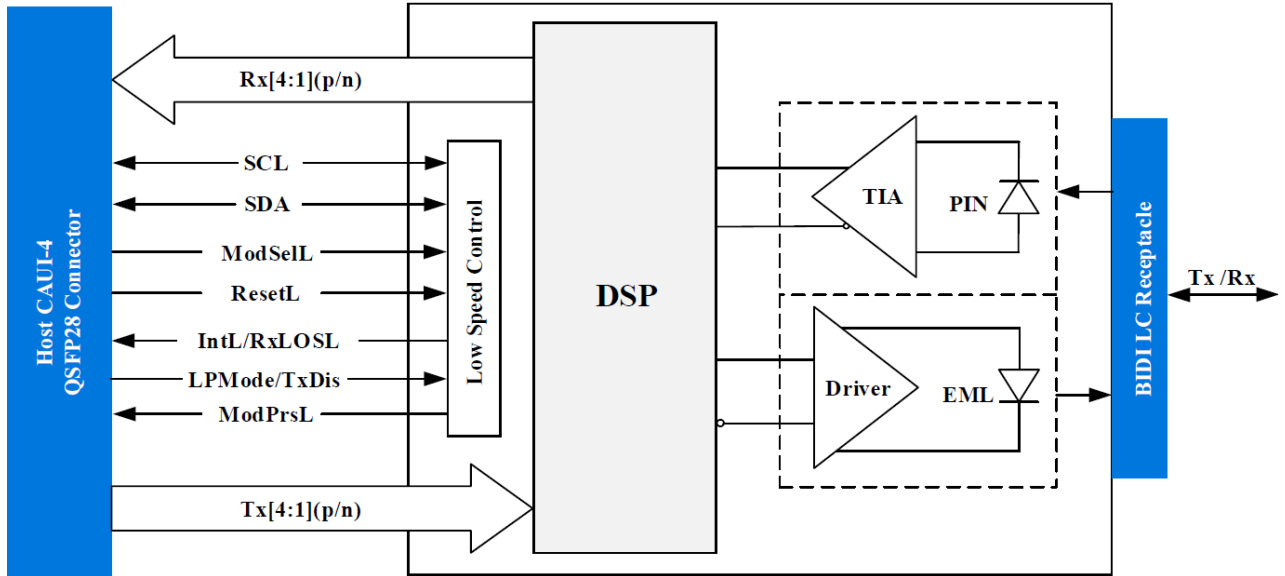 Host CAUI-4
QSFP28 Connector
Rx[4:1](p/n)
SCL
SDA
ModSelL
ResetL
IntL/RxLOSL
LPMode/TxDis
ModPrsL
Tx[4:1](p/n)
Low Speed Control
DSP
TIA
PIN
Driver
EML
BIDI LC Receptacle
Tx /Rx